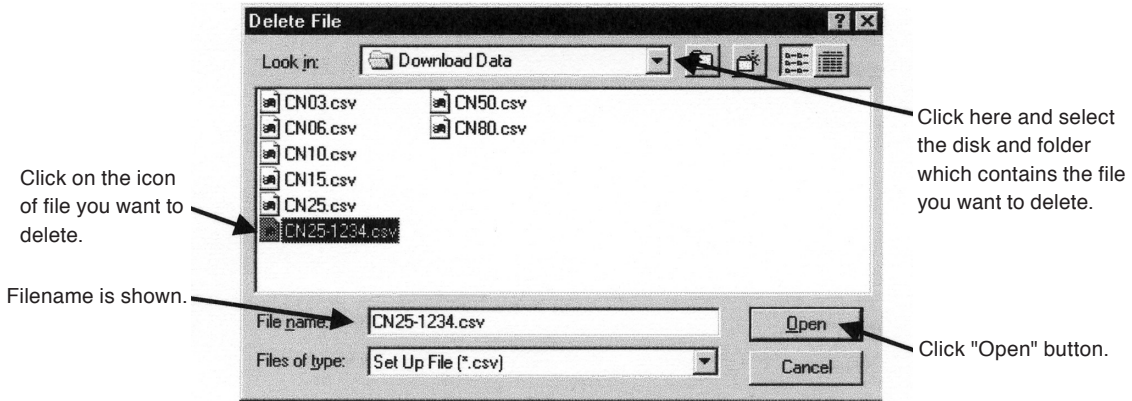 Delete File
Look in:
Download Data
CN03.csv
CN06.csv
CN10.csv
CN15.csv
CN25.csv
CN25-1234.csv
CN50.csv
CN80.csv
File name:
CN25-1234.csv
Open
Files of type:
Set Up File (*.csv)
Cancel
Click on the icon
of file you want to
delete.
Filename is shown.
Click here and select
the disk and folder
which contains the file
you want to delete.
Click "Open" button.